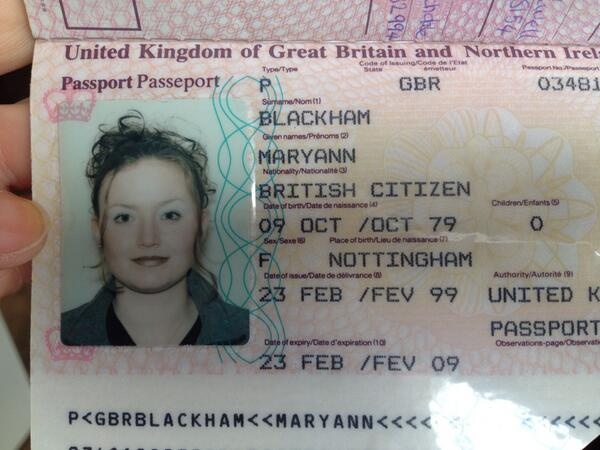 United Kingdom of Great Britain and Northern Irel
Passport Passeport
Type/Type
Code of Issuing/Code de l'Etat
State émetteur
Passport No./Passeport
P GBR 03481
Surname/Nom (1)
BLACKHAM
Given names/Prénoms (2)
MARYANN
Nationality/Nationalité (3)
BRITISH CITIZEN
Date of birth/Date de naissance (4) Children/Enfants (5)
09 OCT /OCT 79 0
Sex/Sexe (6) Place of birth/Lieu de naissance (7)
F NOTTINGHAM
Date of issue/Date de délivrance (8) Authority/Autorité (9)
23 FEB /FEV 99 UNITED K
PASSPORT
Date of expiry/Date d'expiration (10) Observations-page/Observatio
23 FEB /FEV 09
P<GBRBLACKHAM<<MARYANN<<<<